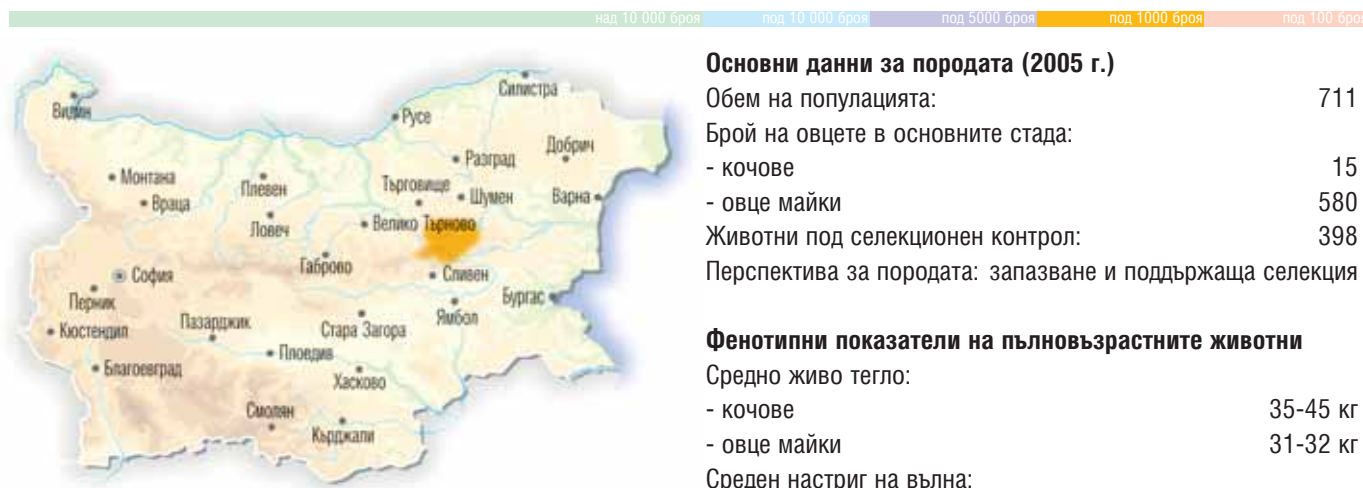 над 10 000 броя под 10 000 броя под 5000 броя под 1000 броя под 100 броя
Силистра
Видин
Русе
Добрич
Разград
Монтана
Плевен
Търговище
Шумен
Варна
Враца
Велико Търново
Ловеч
Габрово
София
Сливен
Перник
Бургас
Пазарджик
Стара Загора
Ямбол
Кюстендил
Пловдив
Благоевград
Хасково
Смолян
Кърджали
Основни данни за породата (2005 г.)
Обем на популацията: 711
Брой на овцете в основните стада:
- кочове 15
- овце майки 580
Животни под селекционен контрол: 398
Перспектива за породата: запазване и поддържаща селекция
Фенотипни показатели на пълновъзрастните животни
Средно живо тегло:
- кочове 35-45 кг
- овце майки 31-32 кг
Среден настриг на вълна: